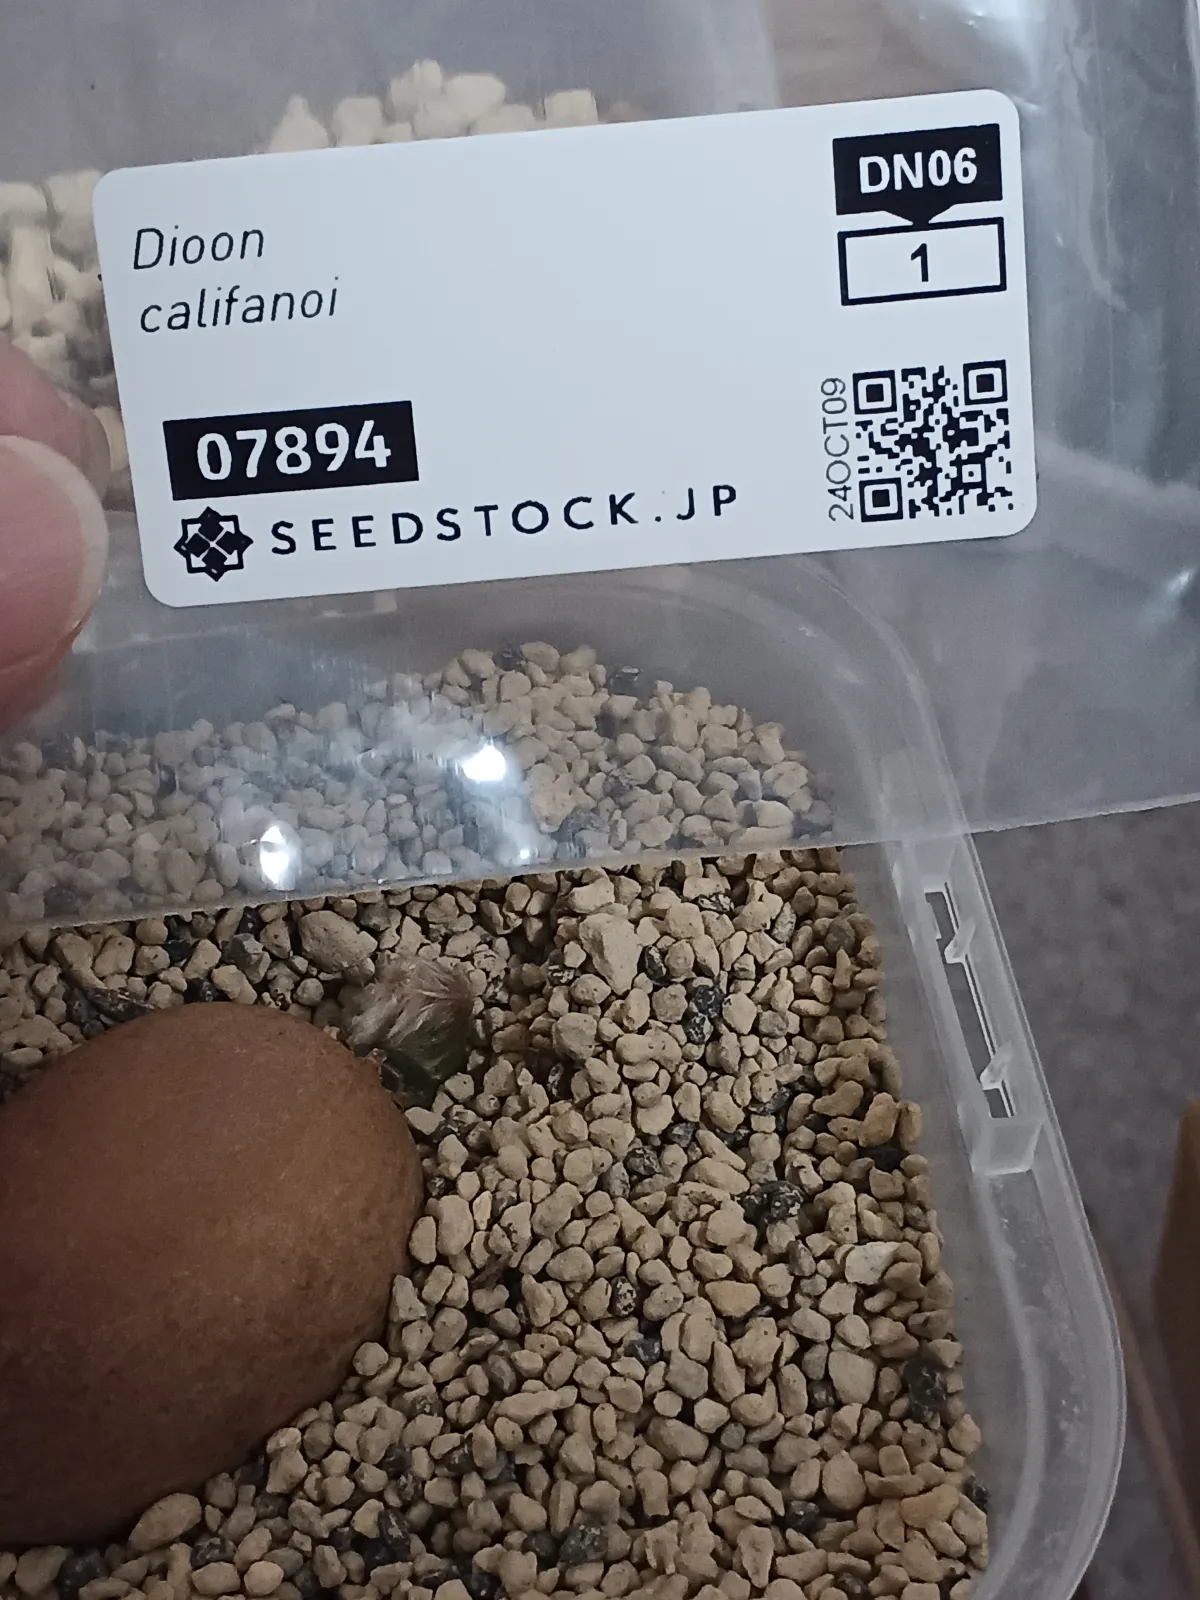 Dioon
califanoi
DN06
1
07894
SEEDSTOCK.JP
24OCT09